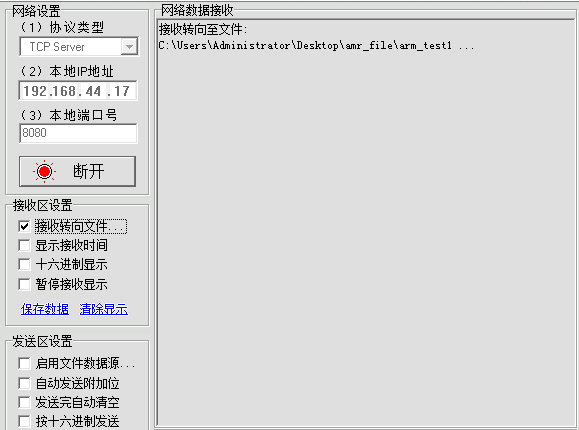 网络设置
(1) 协议类型
TCP Server
(2) 本地IP地址
192.168.44.17
(3) 本地端口号
8080
断开
接收区设置
接收转向文件...
显示接收时间
十六进制显示
暂停接收显示
保存数据 清除显示
发送区设置
启用文件数据源...
自动发送附加位
发送完自动清空
按十六进制发送
网络数据接收
接收转向至文件:
C:\Users\Administrator\Desktop\amr_file\arm_test1 ...